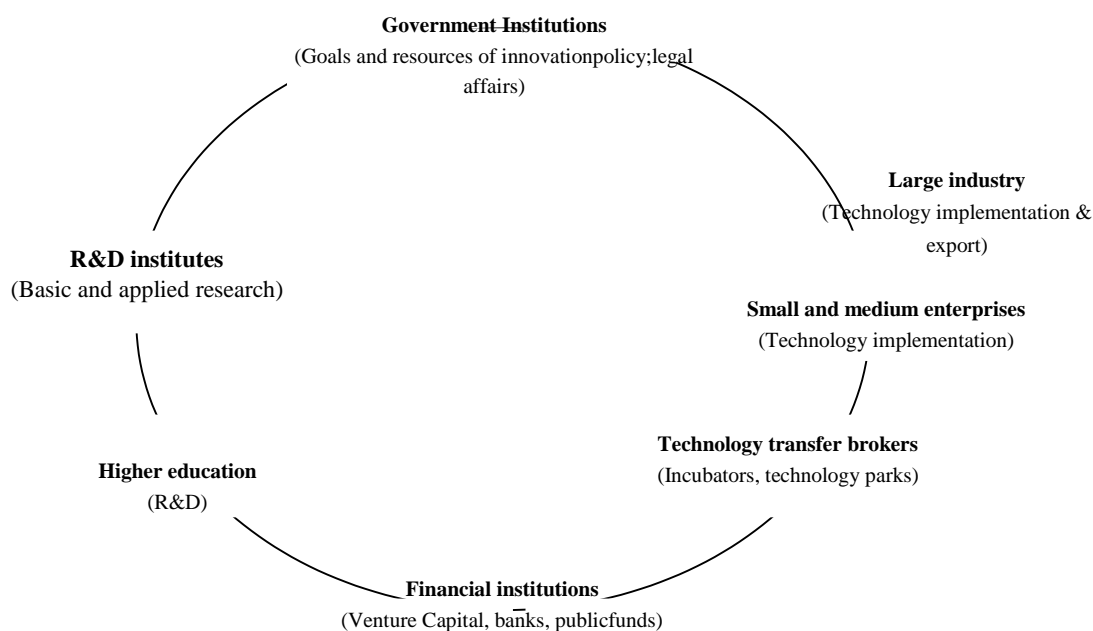 Government Institutions
(Goals and resources of innovationpolicy;legal
affairs)
Large industry
(Technology implementation &
export)
R&D institutes
(Basic and applied research)
Small and medium enterprises
(Technology implementation)
Technology transfer brokers
(Incubators, technology parks)
Higher education
(R&D)
Financial institutions
(Venture Capital, banks, publicfunds)